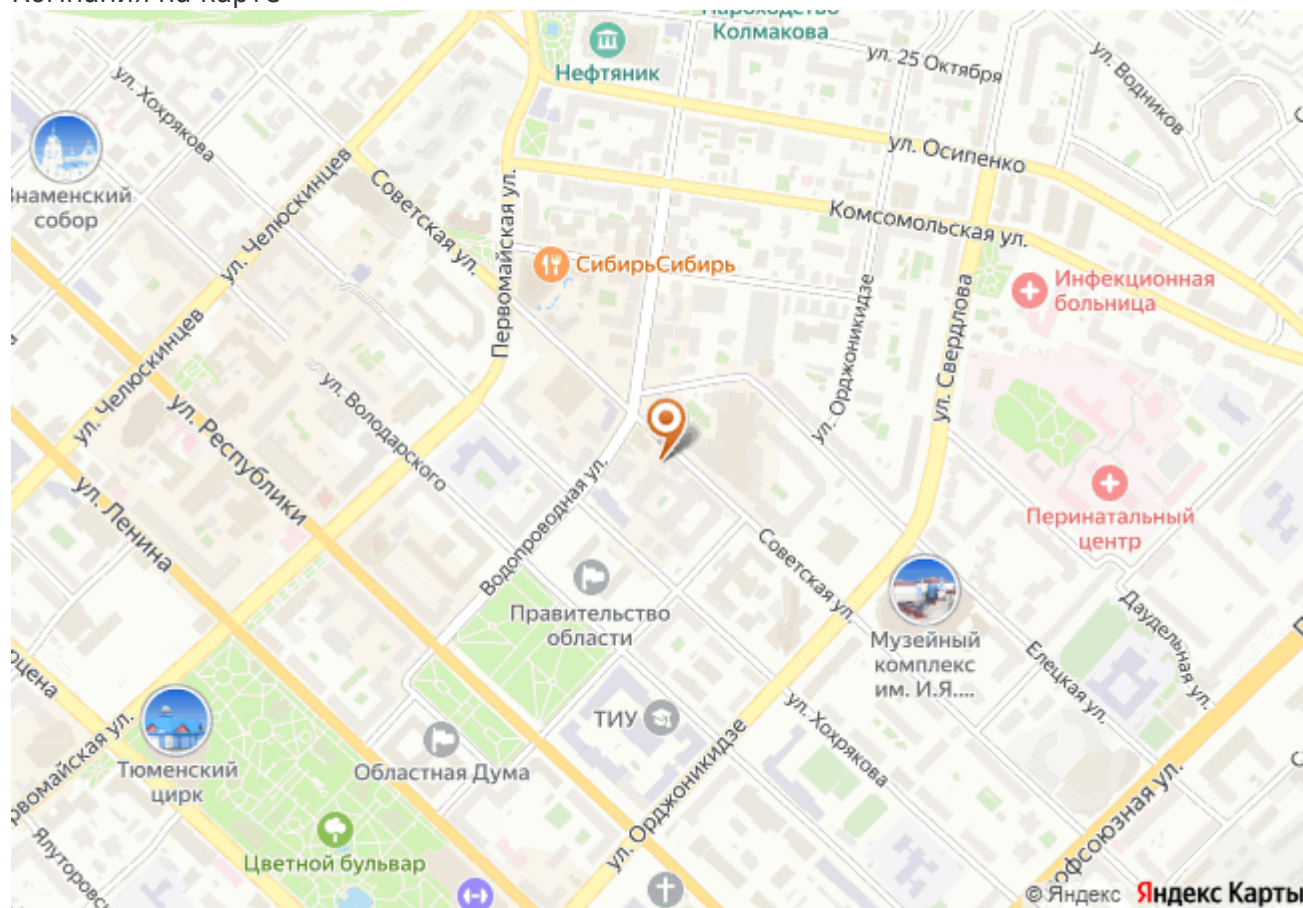 Компания на карте
Пароходство
Колмакова
ул. 25 Октября
ул. Водников
Нефтяник
ул. Хохрякова
ул. Осипенко
Знаменский
собор
ул. Челюскинцев
Советская ул.
Первомайская ул.
Комсомольская ул.
СибирьСибирь
Инфекционная
больница
ул. Орджоникидзе
ул. Свердлова
ул. Челюскинцев
ул. Республики
ул. Володарского
ул. Ленина
Водопроводная ул.
Перинатальный
центр
Советская ул.
Правительство
области
Музейный
комплекс
им. И.Я....
Даудельная ул.
Елецкая ул.
ТИУ
ул. Хохрякова
Тюменский
цирк
Областная Дума
ул. Орджоникидзе
Первомайская ул.
Цветной бульвар
© Яндекс Яндекс Карты